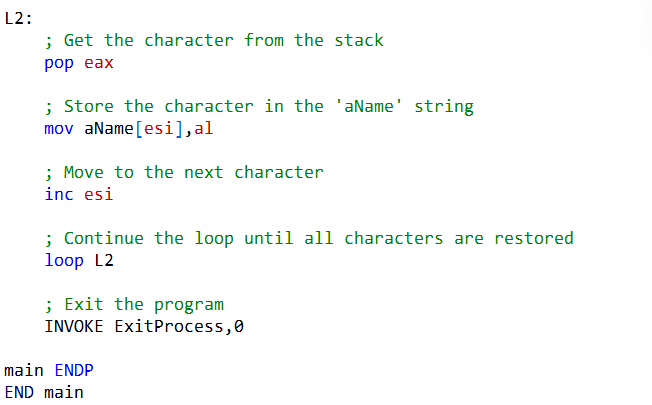 L2:
; Get the character from the stack
pop eax
; Store the character in the 'aName' string
mov aName[esi],al
; Move to the next character
inc esi
; Continue the loop until all characters are restored
loop L2
; Exit the program
INVOKE ExitProcess,0
main ENDP
END main